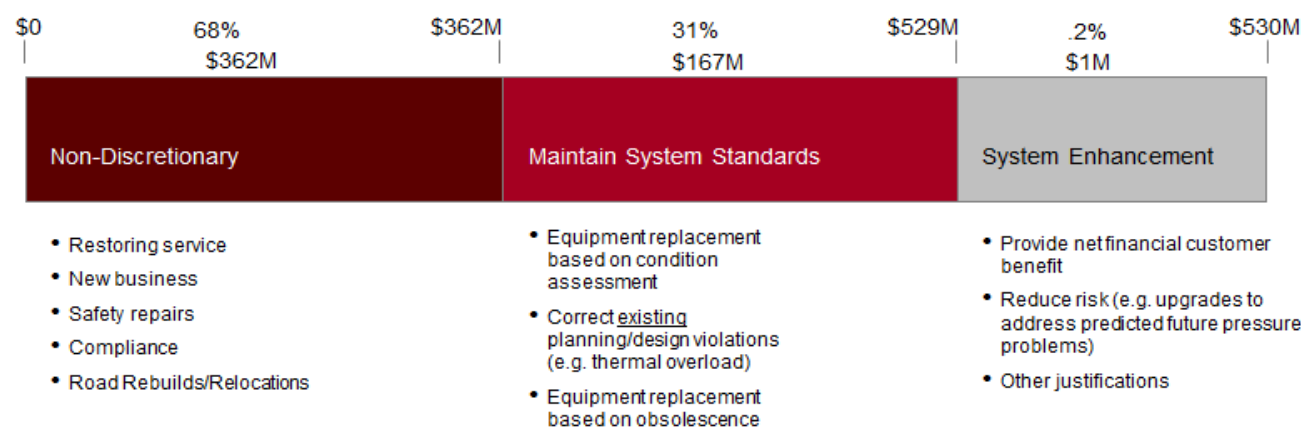 $0 68% $362M 31% $529M .2% $530M
$362M $167M $1M
Non-Discretionary Maintain System Standards System Enhancement
• Restoring service
• New business
• Safety repairs
• Compliance
• Road Rebuilds/Relocations
• Equipment replacement
based on condition
assessment
• Correct existing
planning/design violations
(e.g. thermal overload)
• Equipment replacement
based on obsolescence
• Provide net financial customer
benefit
• Reduce risk (e.g. upgrades to
address predicted future pressure
problems)
• Other justifications